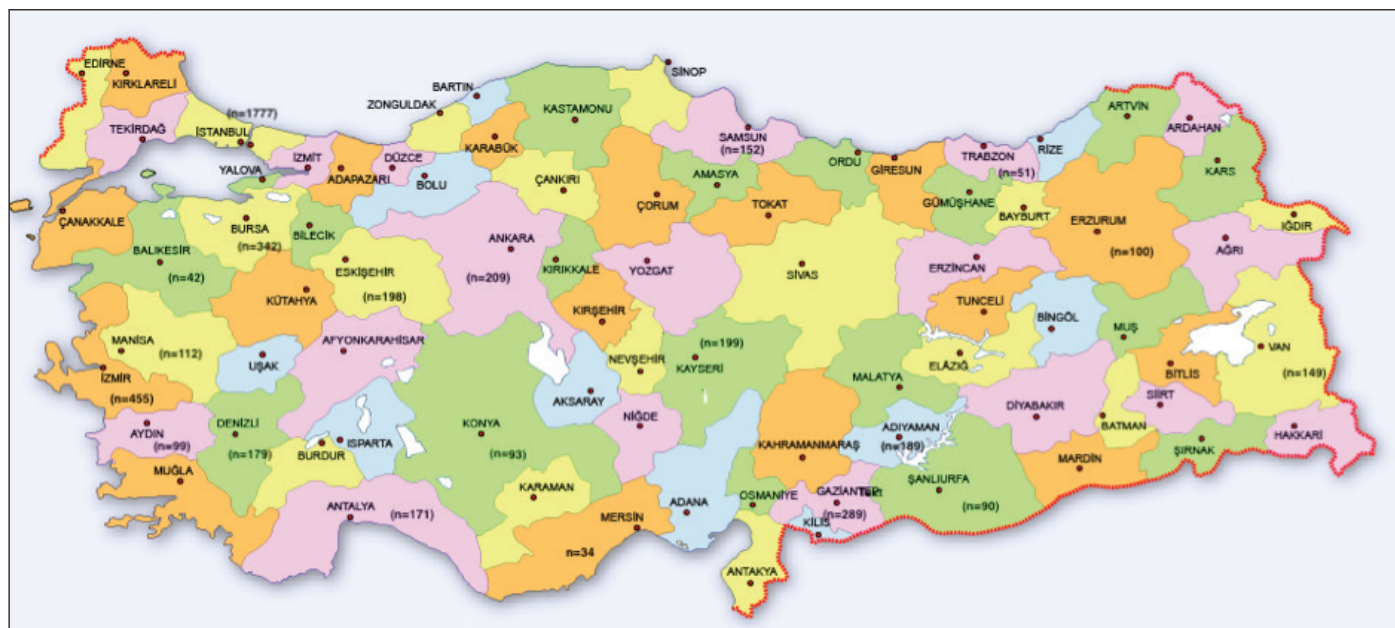 EDİRNE
KIRKLARELİ
TEKİRDAĞ
(n=1777)
İSTANBUL
YALOVA
İZMİT
ADAPAZARI
DÜZCE
BOLU
ZONGULDAK
BARTIN
KARABÜK
KASTAMONU
SİNOP
ÇANKIRI
ÇORUM
SAMSUN
(n=152)
AMASYA
TOKAT
ORDU
GİRESUN
GÜMÜŞHANE
TRABZON
(n=51)
BAYBURT
RİZE
ARTVİN
ARDAHAN
KARS
ERZURUM
(n=100)
IĞDIR
AĞRI
ÇANAKKALE
BALIKESİR
(n=42)
BURSA
(n=342)
BİLECİK
KÜTAHYA
ESKİŞEHİR
(n=198)
ANKARA
(n=209)
KIRIKKALE
KIRŞEHİR
YOZGAT
SİVAS
ERZİNCAN
TUNCELİ
BİNGÖL
MUŞ
BİTLİS
VAN
(n=149)
MANİSA
(n=112)
İZMİR
(n=455)
UŞAK
AFYONKARAHİSAR
AKSARAY
NEVŞEHİR
(n=199)
KAYSERİ
MALATYA
ELÂZIĞ
DİYABAKIR
BATMAN
SİİRT
HAKKARİ
ŞIRNAK
AYDIN
(n=99)
DENİZLİ
(n=179)
MUĞLA
BURDUR
ISPARTA
KONYA
(n=93)
NİĞDE
KAHRAMANMARAŞ
ADIYAMAN
(n=189)
MARDİN
ŞANLIURFA
(n=90)
ANTALYA
(n=171)
KARAMAN
MERSİN
n=34
ADANA
OSMANİYE
GAZİANTEP
(n=289)
KİLİS
ANTAKYA